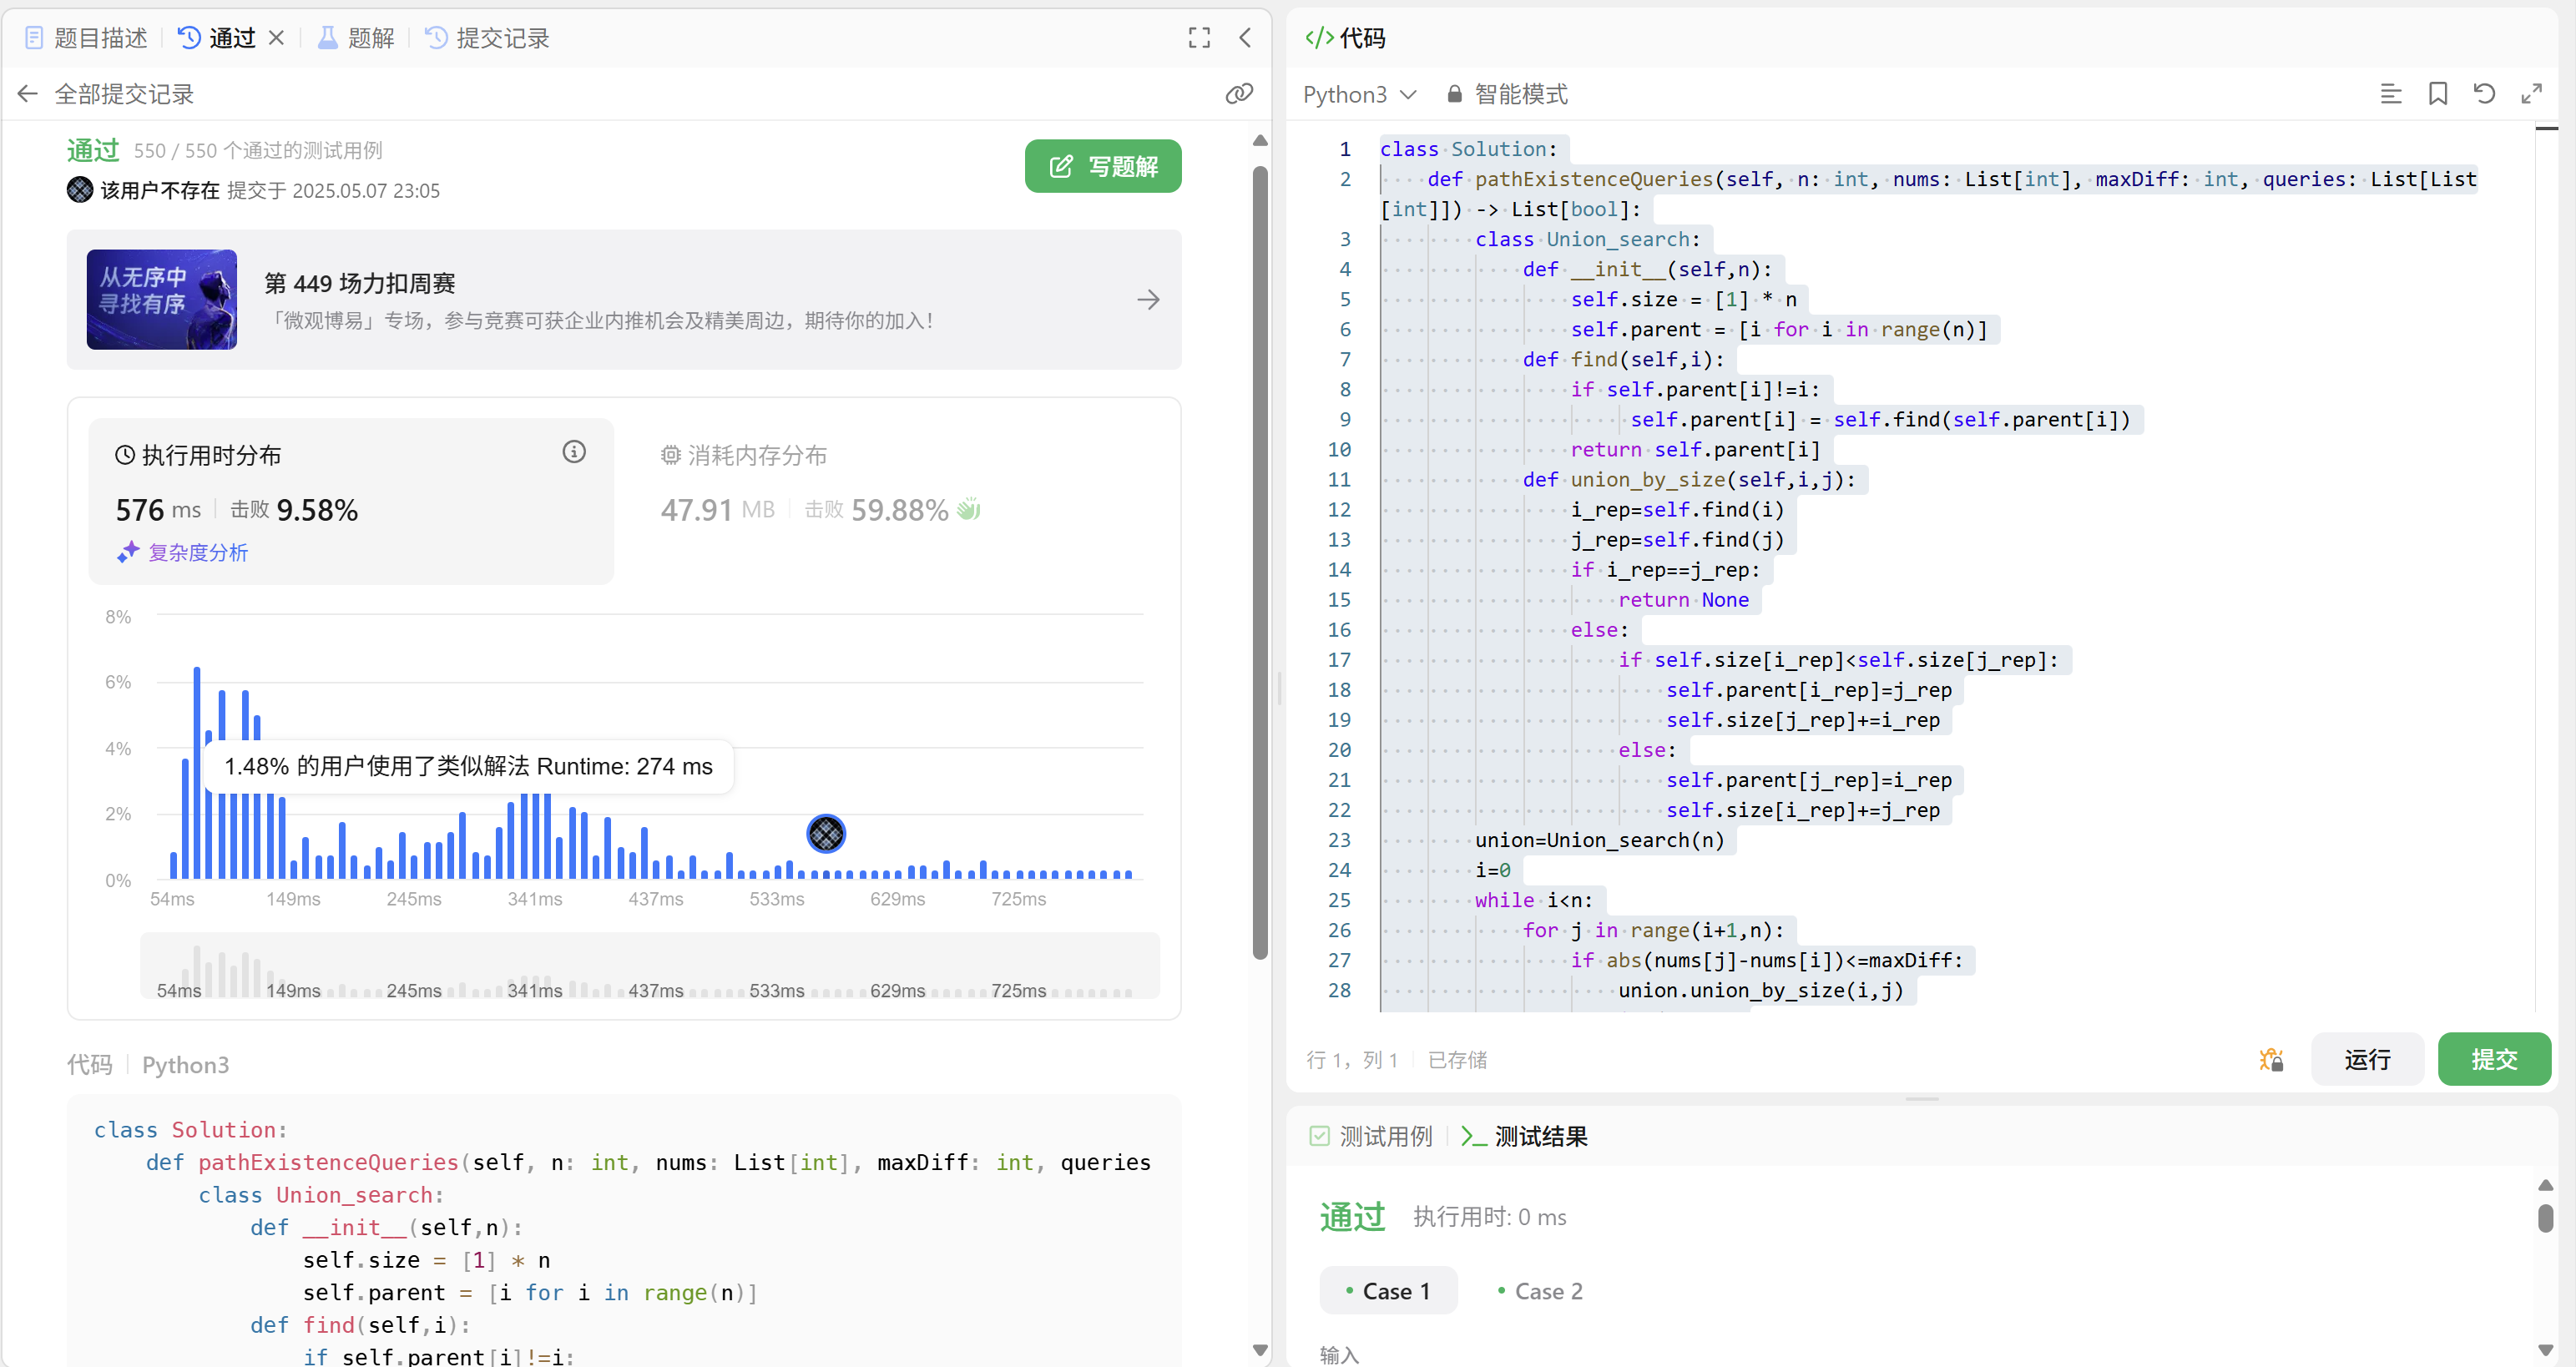 题目描述
通过
题解
提交记录
全部提交记录
通过 550 / 550 个通过的测试用例
该用户不存在 提交于 2025.05.07 23:05
写题解
从无序中
寻找有序
第 449 场力扣周赛
「微观博易」专场，参与竞赛可获企业内推机会及精美周边，期待你的加入！
执行用时分布
576 ms 击败 9.58%
复杂度分析
消耗内存分布
47.91 MB 击败 59.88%
8%
6%
4%
2%
0%
1.48% 的用户使用了类似解法 Runtime: 274 ms
54ms 149ms 245ms 341ms 437ms 533ms 629ms 725ms
54ms 149ms 245ms 341ms 437ms 533ms 629ms 725ms
代码 Python3
class Solution:
    def pathExistenceQueries(self, n: int, nums: List[int], maxDiff: int, queries
        class Union_search:
            def __init__(self,n):
                self.size = [1] * n
                self.parent = [i for i in range(n)]
            def find(self,i):
                if self.parent[i]!=i:
</> 代码
Python3 智能模式
1 class Solution:
2     def pathExistenceQueries(self, n: int, nums: List[int], maxDiff: int, queries: List[List
[int]]) -> List[bool]:
3         class Union_search:
4             def __init__(self,n):
5                 self.size = [1] * n
6                 self.parent = [i for i in range(n)]
7             def find(self,i):
8                 if self.parent[i]!=i:
9                      self.parent[i] = self.find(self.parent[i])
10                 return self.parent[i]
11             def union_by_size(self,i,j):
12                 i_rep=self.find(i)
13                 j_rep=self.find(j)
14                 if i_rep==j_rep:
15                     return None
16                 else:
17                     if self.size[i_rep]<self.size[j_rep]:
18                         self.parent[i_rep]=j_rep
19                         self.size[j_rep]+=i_rep
20                     else:
21                         self.parent[j_rep]=i_rep
22                         self.size[i_rep]+=j_rep
23         union=Union_search(n)
24         i=0
25         while i<n:
26             for j in range(i+1,n):
27                 if abs(nums[j]-nums[i])<=maxDiff:
28                     union.union_by_size(i,j)
行 1，列 1 已存储
运行
提交
测试用例
测试结果
通过 执行用时: 0 ms
Case 1
Case 2
输入